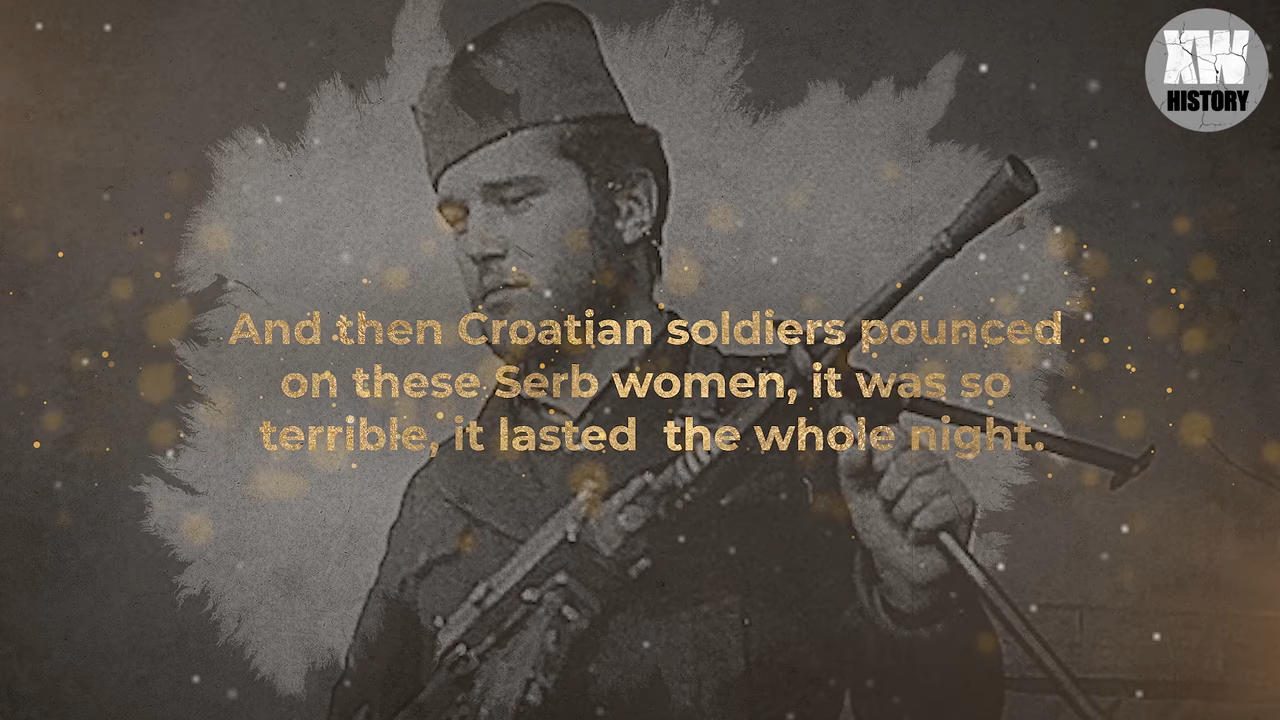 XW
HISTORY
And then Croatian soldiers pounced
on these Serb women, it was so
terrible, it lasted the whole night.